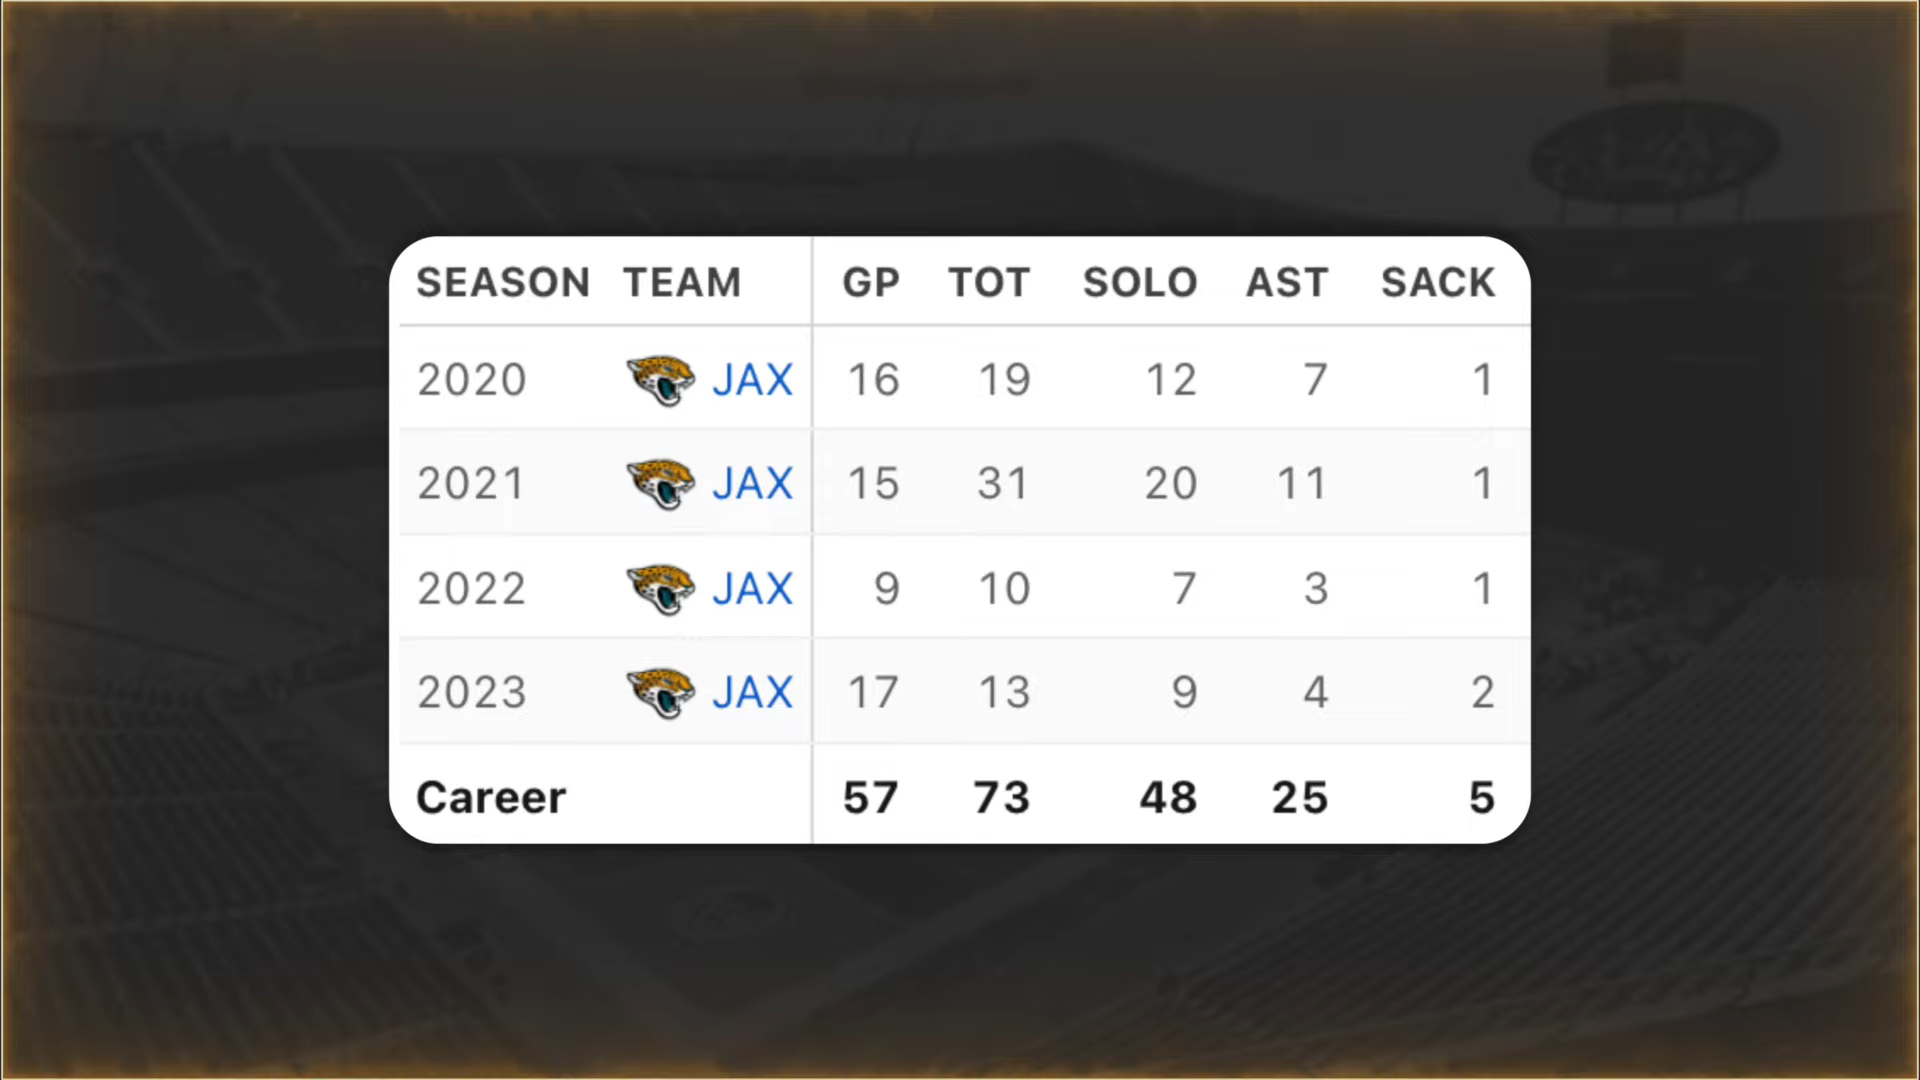 SEASON TEAM GP TOT SOLO AST SACK
2020 JAX 16 19 12 7 1
2021 JAX 15 31 20 11 1
2022 JAX 9 10 7 3 1
2023 JAX 17 13 9 4 2
Career 57 73 48 25 5